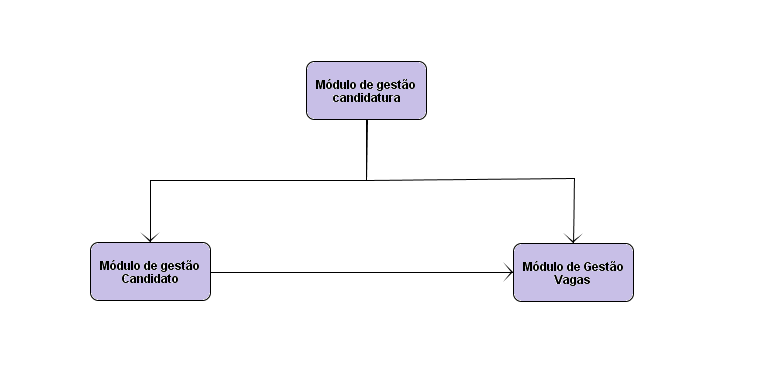 Módulo de gestão
candidatura
Módulo de gestão
Candidato
Módulo de Gestão
Vagas